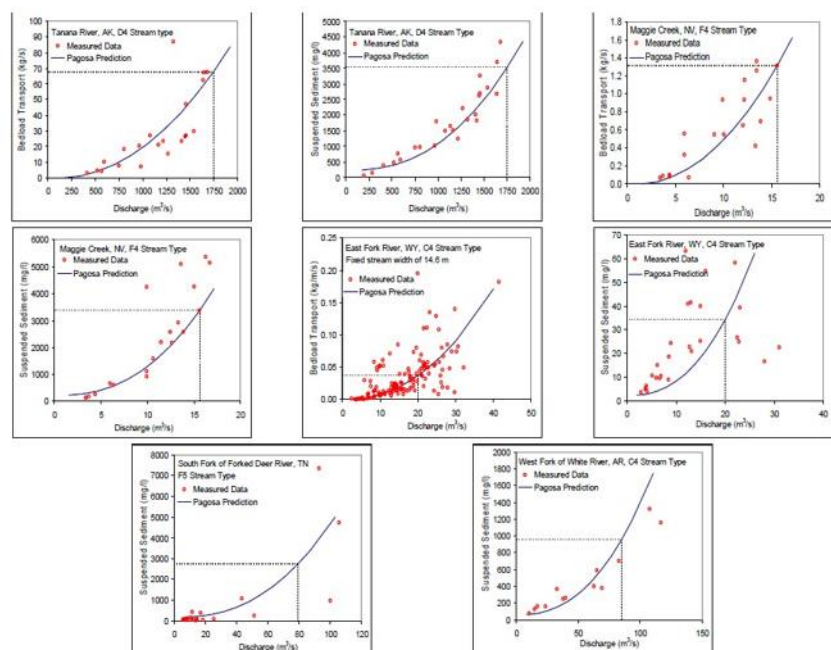 Tanana River, AK, D4 Stream type
Measured Data
Pagosa Prediction
Bedload Transport (kg/s)
100
90
80
70
60
50
40
30
20
10
0
0 250 500 750 1000 1250 1500 1750 2000
Discharge (m³/s)
Tanana River, AK, D4 Stream Type
Measured Data
Pagosa Prediction
Suspended Sediment (mg/l)
5000
4500
4000
3500
3000
2500
2000
1500
1000
500
0
0 250 500 750 1000 1250 1500 1750 2000
Discharge (m³/s)
Maggie Creek, NV, F4 Stream Type
Measured Data
Pagosa Prediction
Bedload Transport (kg/s)
1.8
1.6
1.4
1.2
1.0
0.8
0.6
0.4
0.2
0.0
0 5 10 15 20
Discharge (m³/s)
Maggie Creek, NV, F4 Stream Type
Measured Data
Pagosa Prediction
Suspended Sediment (mg/l)
6000
5000
4000
3000
2000
1000
0
0 5 10 15 20
Discharge (m³/s)
East Fork River, WY, C4 Stream Type
Fixed stream width of 14.6 m
Measured Data
Pagosa Prediction
Bedload Transport (kg/m/s)
0.25
0.20
0.15
0.10
0.05
0.00
0 10 20 30 40 50
Discharge (m³/s)
East Fork River, WY, C4 Stream Type
Measured Data
Pagosa Prediction
Suspended Sediment (mg/l)
70
60
50
40
30
20
10
0
0 10 20 30 40
Discharge (m³/s)
South Fork of Forked Deer River, TN
F5 Stream Type
Measured Data
Pagosa Prediction
Suspended Sediment (mg/l)
8000
7000
6000
5000
4000
3000
2000
1000
0
0 20 40 60 80 100 120
Discharge (m³/s)
West Fork of White River, AR, C4 Stream Type
Measured Data
Pagosa Prediction
Suspended Sediment (mg/l)
2000
1800
1600
1400
1200
1000
800
600
400
200
0
0 50 100 150
Discharge (m³/s)